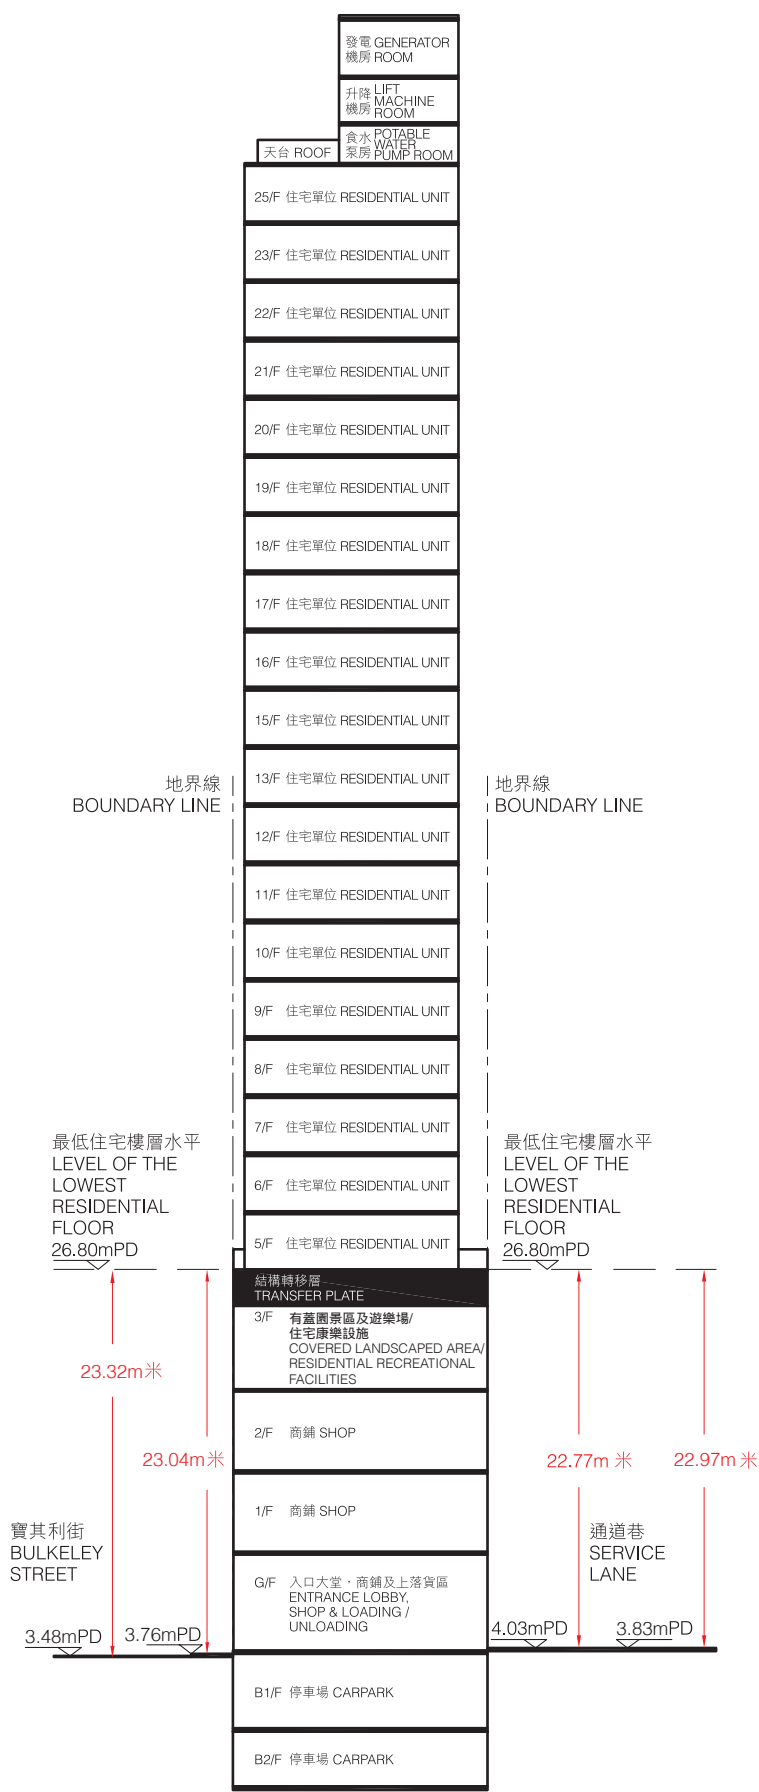 發電 GENERATOR
機房 ROOM
升降 LIFT
機房 MACHINE
ROOM
食水 POTABLE
泵房 WATER
PUMP ROOM
天台 ROOF
25/F 住宅單位 RESIDENTIAL UNIT
23/F 住宅單位 RESIDENTIAL UNIT
22/F 住宅單位 RESIDENTIAL UNIT
21/F 住宅單位 RESIDENTIAL UNIT
20/F 住宅單位 RESIDENTIAL UNIT
19/F 住宅單位 RESIDENTIAL UNIT
18/F 住宅單位 RESIDENTIAL UNIT
17/F 住宅單位 RESIDENTIAL UNIT
16/F 住宅單位 RESIDENTIAL UNIT
15/F 住宅單位 RESIDENTIAL UNIT
13/F 住宅單位 RESIDENTIAL UNIT
地界線
BOUNDARY LINE
地界線
BOUNDARY LINE
12/F 住宅單位 RESIDENTIAL UNIT
11/F 住宅單位 RESIDENTIAL UNIT
10/F 住宅單位 RESIDENTIAL UNIT
9/F 住宅單位 RESIDENTIAL UNIT
8/F 住宅單位 RESIDENTIAL UNIT
7/F 住宅單位 RESIDENTIAL UNIT
6/F 住宅單位 RESIDENTIAL UNIT
5/F 住宅單位 RESIDENTIAL UNIT
最低住宅樓層水平
LEVEL OF THE
LOWEST
RESIDENTIAL
FLOOR
26.80mPD
最低住宅樓層水平
LEVEL OF THE
LOWEST
RESIDENTIAL
FLOOR
26.80mPD
結構轉移層
TRANSFER PLATE
3/F 有蓋園景區及遊樂場/
住宅康樂設施
COVERED LANDSCAPED AREA/
RESIDENTIAL RECREATIONAL
FACILITIES
23.32m米
2/F 商鋪 SHOP
23.04m米
22.77m 米
22.97m 米
1/F 商鋪 SHOP
寶其利街
BULKELEY
STREET
通道巷
SERVICE
LANE
G/F 入口大堂．商鋪及上落貨區
ENTRANCE LOBBY,
SHOP & LOADING /
UNLOADING
3.48mPD
3.76mPD
4.03mPD
3.83mPD
B1/F 停車場 CARPARK
B2/F 停車場 CARPARK